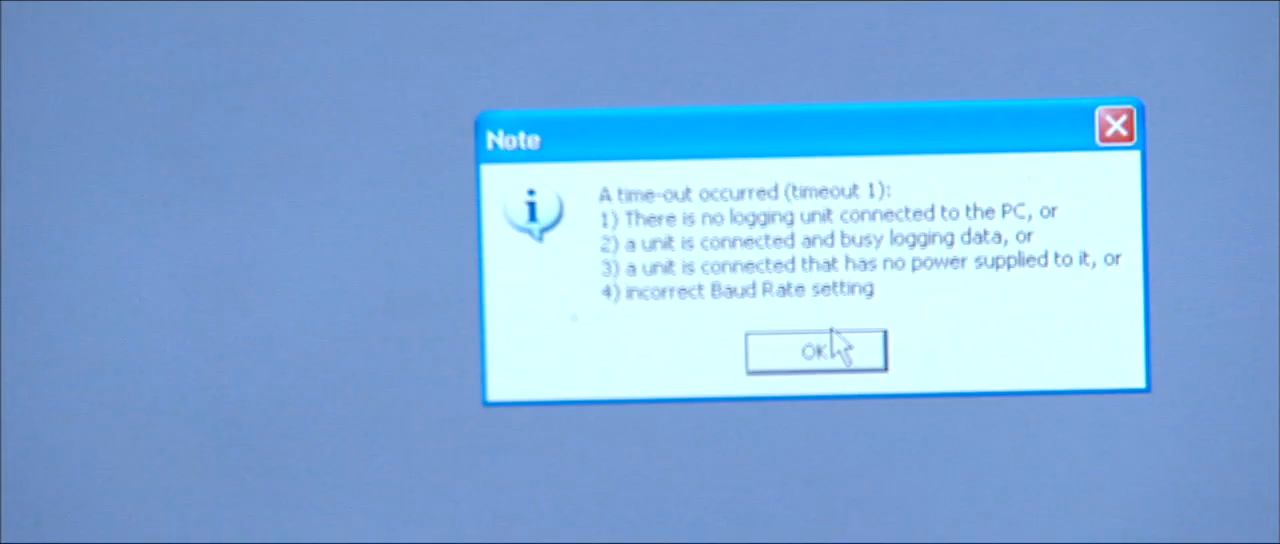 Note
A time-out occurred (timeout 1):
1) There is no logging unit connected to the PC, or
2) a unit is connected and busy logging data, or
3) a unit is connected that has no power supplied to it, or
4) incorrect Baud Rate setting
OK